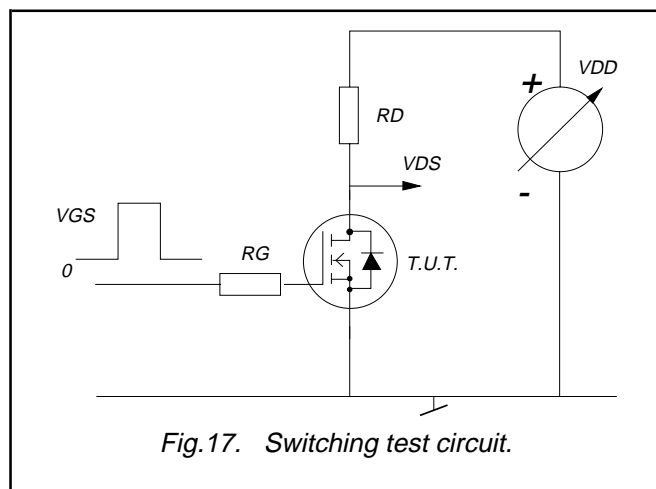 +
VDD
RD
VDS
-
VGS
RG
T.U.T.
0
Fig.17. Switching test circuit.